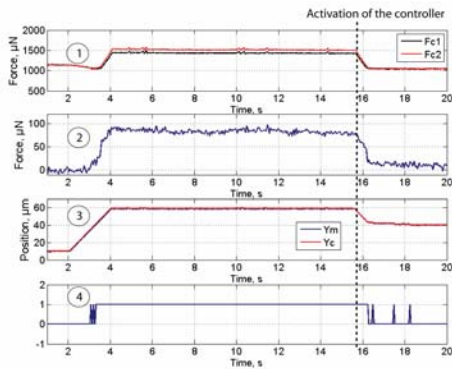 Activation of the controller
Force, µN
2000
1500
1000
500
1
Fc1
Fc2
2 4 6 8 10 12 14 16 18 20
Time, s
Force, µN
100
50
0
2
2 4 6 8 10 12 14 16 18 20
Time, s
Position, µm
60
40
20
0
3
Ym
Yc
2 4 6 8 10 12 14 16 18 20
Time, s
2
1
0
-1
4
2 4 6 8 10 12 14 16 18 20
Time, s